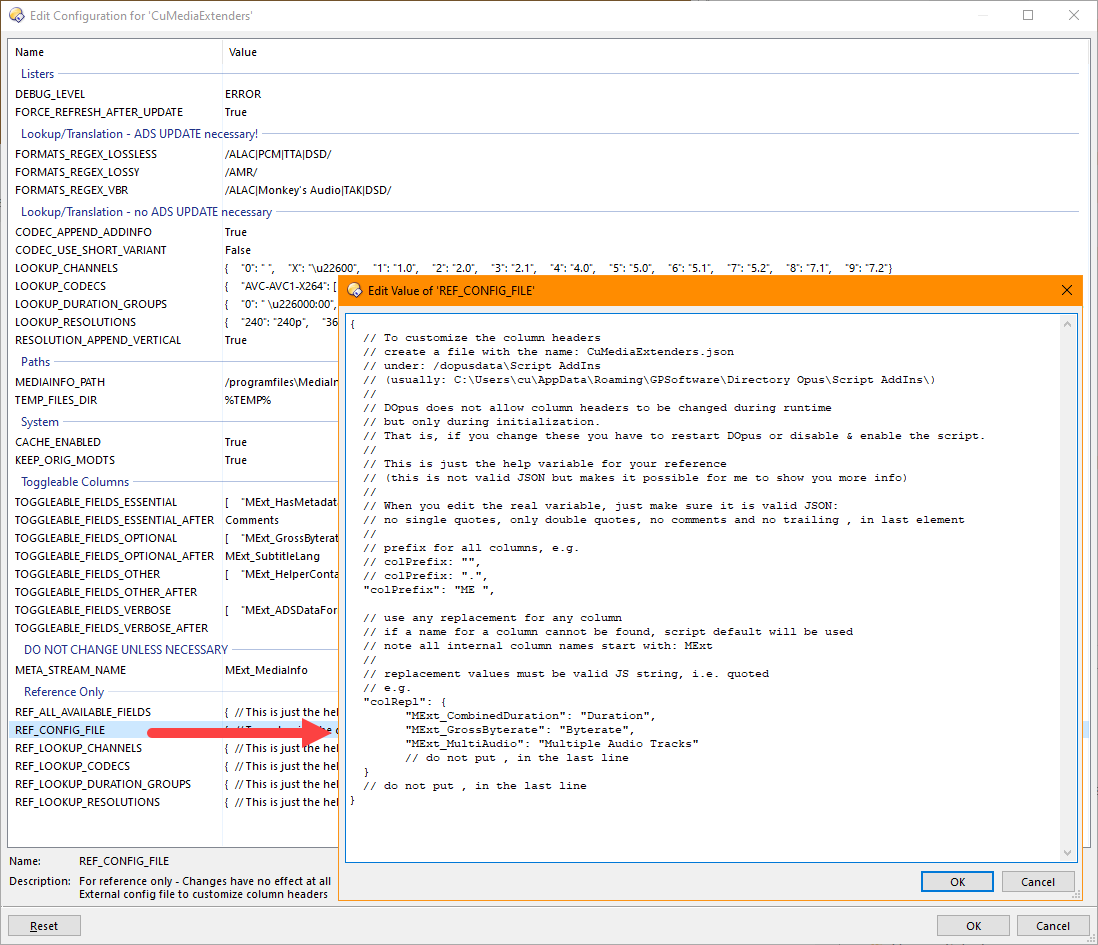 Edit Configuration for 'CuMediaExtenders'
Name Value
Listers
DEBUG_LEVEL ERROR
FORCE_REFRESH_AFTER_UPDATE True
Lookup/Translation - ADS UPDATE necessary!
FORMATS_REGEX_LOSSLESS /ALAC|PCM|TTA|DSD/
FORMATS_REGEX_LOSSY /AMR/
FORMATS_REGEX_VBR /ALAC|Monkey's Audio|TAK|DSD/
Lookup/Translation - no ADS UPDATE necessary
CODEC_APPEND_ADDINFO True
CODEC_USE_SHORT_VARIANT False
LOOKUP_CHANNELS { "0": " ", "X": "\u22600", "1": "1.0", "2": "2.0", "3": "2.1", "4": "4.0", "5": "5.0", "6": "5.1", "7": "5.2", "8": "7.1", "9": "7.2"}
LOOKUP_CODECS { "AVC-AVC1-X264": [
LOOKUP_DURATION_GROUPS { "0": " \u226000:00",
LOOKUP_RESOLUTIONS { "240": "240p", "36
RESOLUTION_APPEND_VERTICAL True
Paths
MEDIAINFO_PATH /programfiles\MediaIn
TEMP_FILES_DIR %TEMP%
System
CACHE_ENABLED True
KEEP_ORIG_MODTS True
Toggleable Columns
TOGGLEABLE_FIELDS_ESSENTIAL [ "MExt_HasMetadat
TOGGLEABLE_FIELDS_ESSENTIAL_AFTER Comments
TOGGLEABLE_FIELDS_OPTIONAL [ "MExt_GrossByterat
TOGGLEABLE_FIELDS_OPTIONAL_AFTER MExt_SubtitleLang
TOGGLEABLE_FIELDS_OTHER [ "MExt_HelperConta
TOGGLEABLE_FIELDS_OTHER_AFTER
TOGGLEABLE_FIELDS_VERBOSE [ "MExt_ADSDataFor
TOGGLEABLE_FIELDS_VERBOSE_AFTER
DO NOT CHANGE UNLESS NECESSARY
META_STREAM_NAME MExt_MediaInfo
Reference Only
REF_ALL_AVAILABLE_FIELDS { // This is just the hel
REF_CONFIG_FILE
REF_LOOKUP_CHANNELS { // This is just the hel
REF_LOOKUP_CODECS { // This is just the hel
REF_LOOKUP_DURATION_GROUPS { // This is just the hel
REF_LOOKUP_RESOLUTIONS { // This is just the hel
Name: REF_CONFIG_FILE
Description: For reference only - Changes have no effect at all
External config file to customize column headers
Reset OK Cancel
Edit Value of 'REF_CONFIG_FILE'
{
// To customize the column headers
// create a file with the name: CuMediaExtenders.json
// under: /dopusdata\Script AddIns
// (usually: C:\Users\cu\AppData\Roaming\GPSoftware\Directory Opus\Script AddIns\)
//
// DOpus does not allow column headers to be changed during runtime
// but only during initialization.
// That is, if you change these you have to restart DOpus or disable & enable the script.
//
// This is just the help variable for your reference
// (this is not valid JSON but makes it possible for me to show you more info)
//
// When you edit the real variable, just make sure it is valid JSON:
// no single quotes, only double quotes, no comments and no trailing , in last element
//
// prefix for all columns, e.g.
// colPrefix: "",
// colPrefix: ".",
"colPrefix": "ME ",
// use any replacement for any column
// if a name for a column cannot be found, script default will be used
// note all internal column names start with: MExt
//
// replacement values must be valid JS string, i.e. quoted
// e.g.
"colRepl": {
"MExt_CombinedDuration": "Duration",
"MExt_GrossByterate": "Byterate",
"MExt_MultiAudio": "Multiple Audio Tracks"
// do not put , in the last line
}
// do not put , in the last line
}
OK Cancel